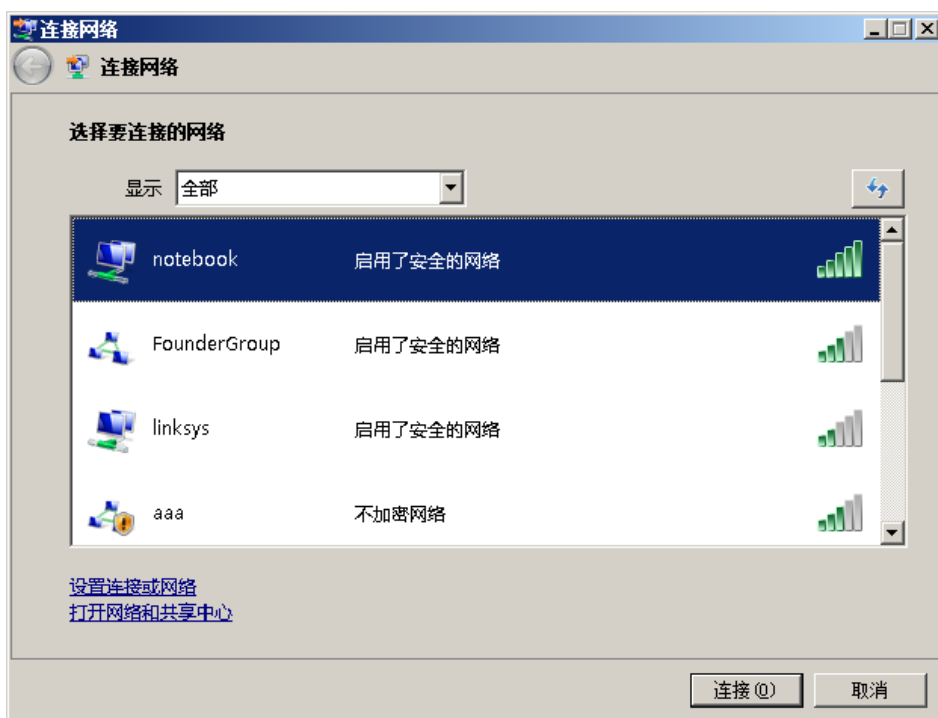 连接网络
连接网络
选择要连接的网络
显示 全部
notebook 启用了安全的网络
FounderGroup 启用了安全的网络
linksys 启用了安全的网络
aaa 不加密网络
设置连接或网络
打开网络和共享中心
连接(O) 取消